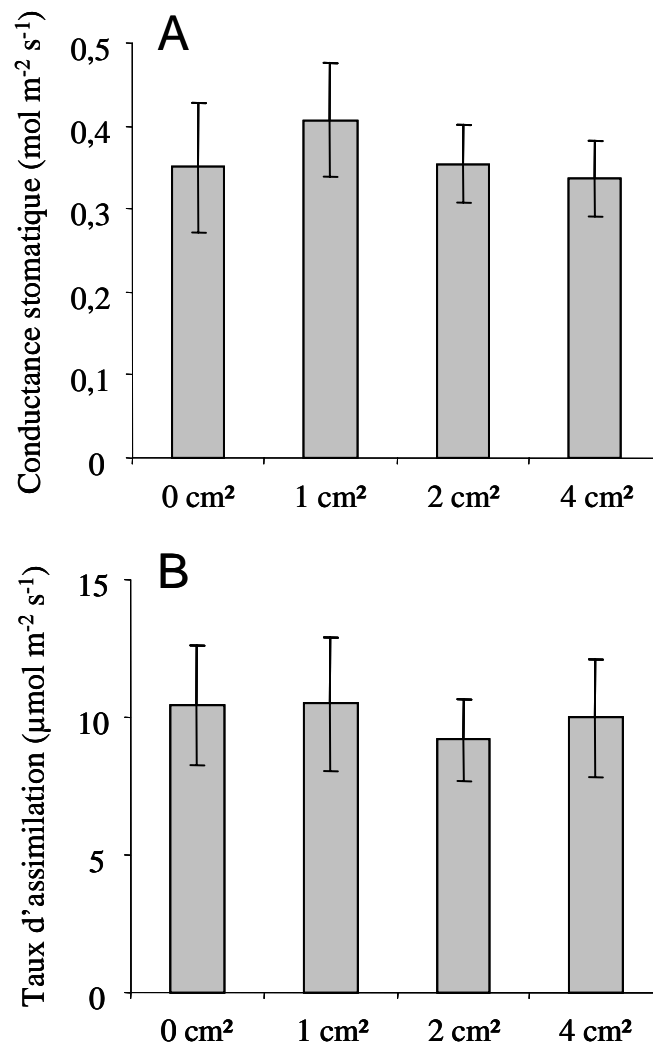 A
Conductance stomatique (mol m⁻² s⁻¹)
0,5
0,4
0,3
0,2
0,1
0
0 cm² 1 cm² 2 cm² 4 cm²
B
Taux d'assimilation (µmol m⁻² s⁻¹)
15
10
5
0
0 cm² 1 cm² 2 cm² 4 cm²